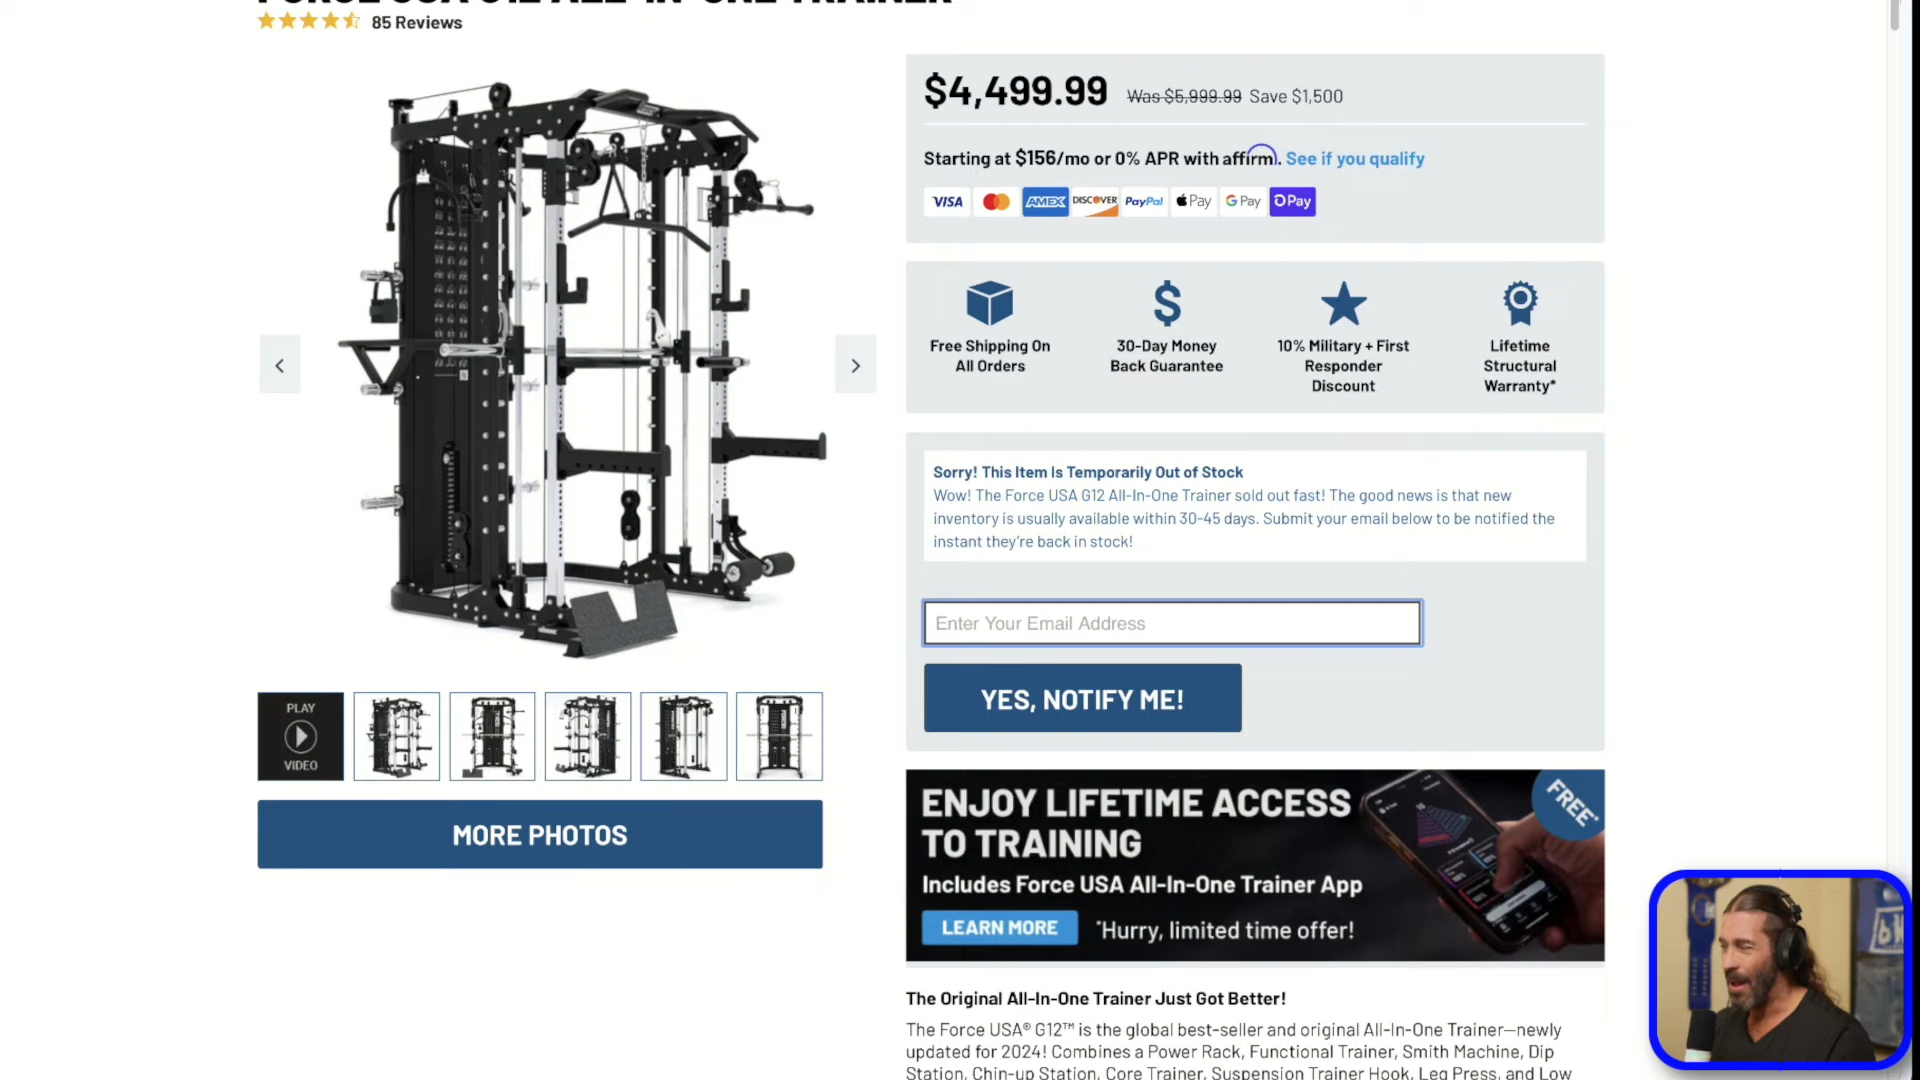 FORCE USA G12 ALL-IN-ONE TRAINER
85 Reviews
$4,499.99 Was $5,999.99 Save $1,500
Starting at $156/mo or 0% APR with affirm. See if you qualify
VISA AMEX DISCOVER PayPal Pay G Pay Pay
Free Shipping On
All Orders
30-Day Money
Back Guarantee
10% Military + First
Responder
Discount
Lifetime
Structural
Warranty*
Sorry! This Item Is Temporarily Out of Stock
Wow! The Force USA G12 All-In-One Trainer sold out fast! The good news is that new
inventory is usually available within 30-45 days. Submit your email below to be notified the
instant they're back in stock!
Enter Your Email Address
YES, NOTIFY ME!
PLAY
VIDEO
MORE PHOTOS
ENJOY LIFETIME ACCESS
TO TRAINING
FREE*
Includes Force USA All-In-One Trainer App
LEARN MORE
*Hurry, limited time offer!
The Original All-In-One Trainer Just Got Better!
The Force USA® G12™ is the global best-seller and original All-In-One Trainer—newly
updated for 2024! Combines a Power Rack, Functional Trainer, Smith Machine, Dip
Station, Chin-up Station, Core Trainer, Suspension Trainer Hook, Leg Press, and Low